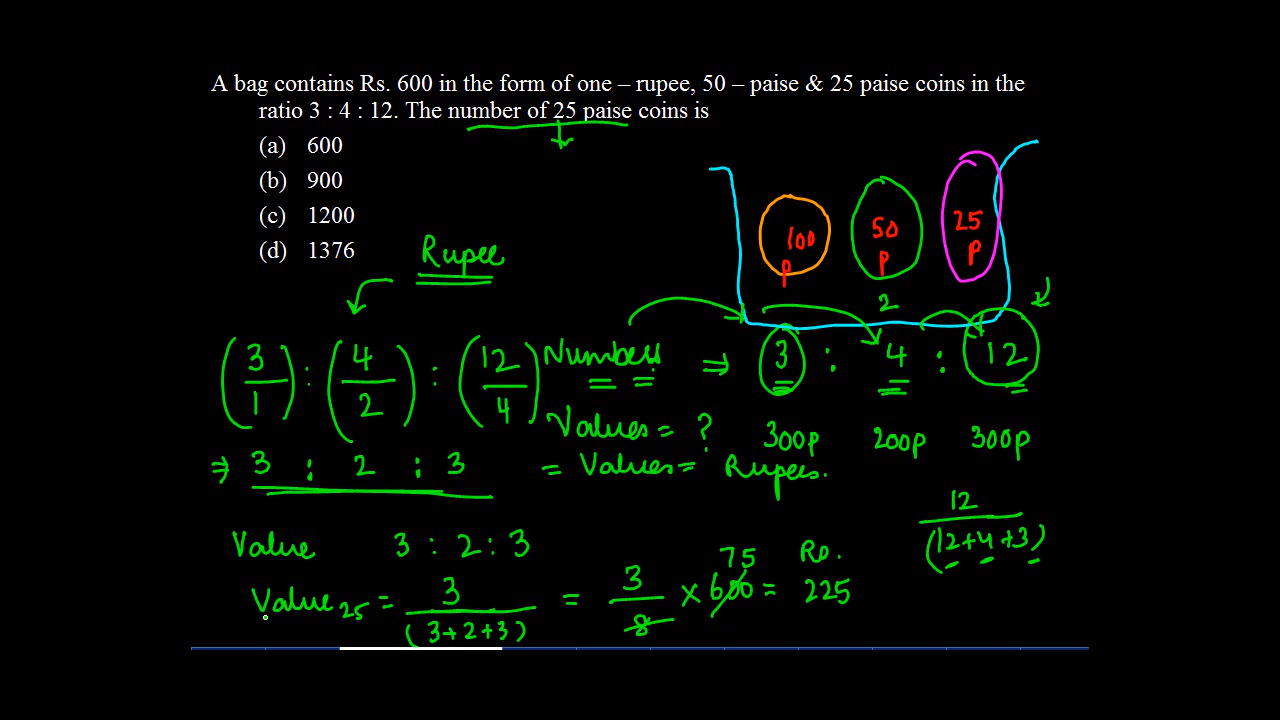 A bag contains Rs. 600 in the form of one – rupee, 50 – paise & 25 paise coins in the
ratio 3 : 4 : 12. The number of 25 paise coins is
(a) 600
(b) 900
(c) 1200
(d) 1376
Rupee
100 P
50 P
25 P
2
(3/1) : (4/2) : (12/4)
Numbers ⇒ 3 : 4 : 12
Values = ? 300p 200p 300p
⇒ 3 : 2 : 3 = Values = Rupees.
12/(12+4+3)
Value 3 : 2 : 3
Value25 = 3/(3+2+3) = 3/8 × 600 = 225
75 Rs.